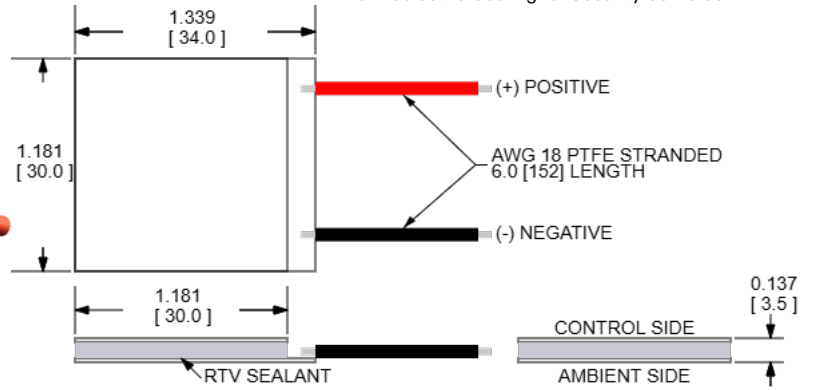 1.339
[ 34.0 ]
(+) POSITIVE
1.181
[ 30.0 ]
AWG 18 PTFE STRANDED
6.0 [152] LENGTH
(-) NEGATIVE
1.181
[ 30.0 ]
0.137
[ 3.5 ]
CONTROL SIDE
RTV SEALANT
AMBIENT SIDE